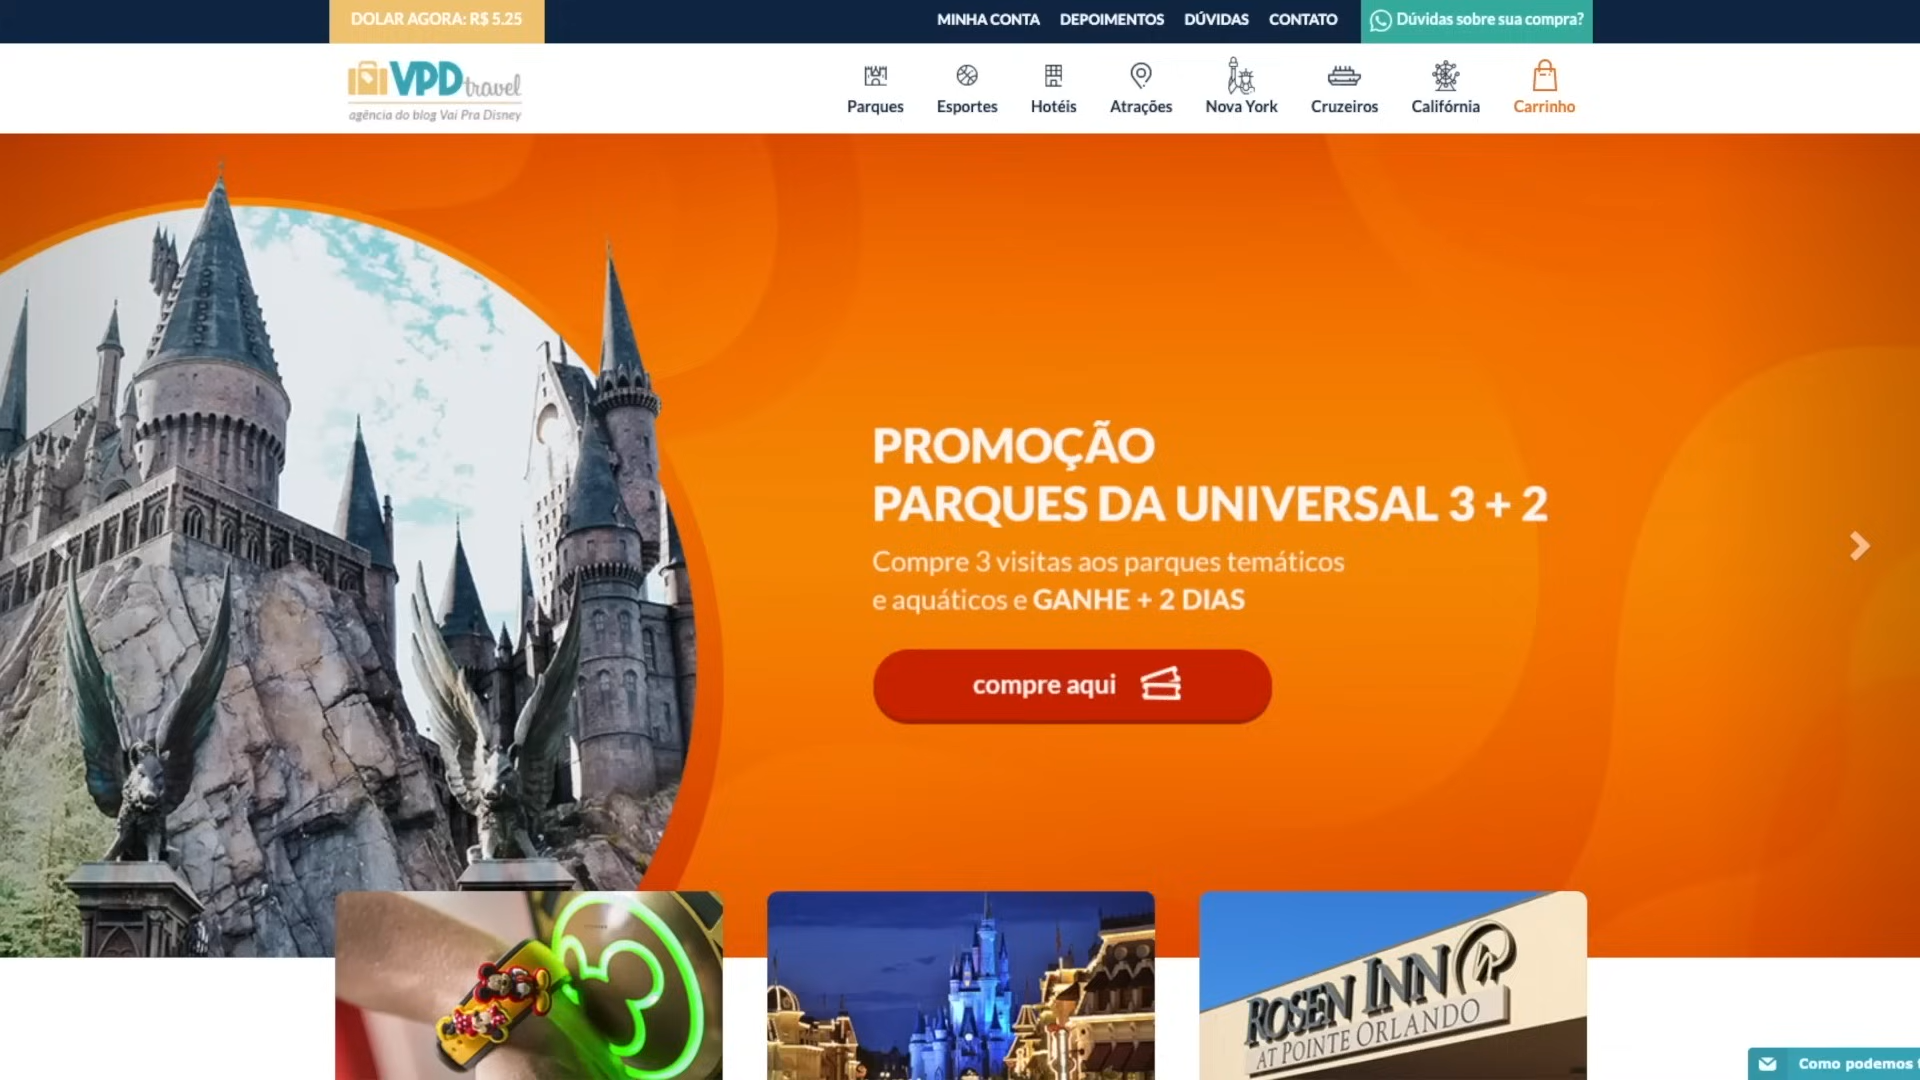 DOLAR AGORA: R$ 5.25
MINHA CONTA DEPOIMENTOS DÚVIDAS CONTATO
Dúvidas sobre sua compra?
VPD travel
agência do blog Vai Pra Disney
Parques Esportes Hotéis Atrações Nova York Cruzeiros Califórnia Carrinho
PROMOÇÃO
PARQUES DA UNIVERSAL 3 + 2
Compre 3 visitas aos parques temáticos
e aquáticos e GANHE + 2 DIAS
compre aqui
ROSEN INN
AT POINTE ORLANDO
Como podemos